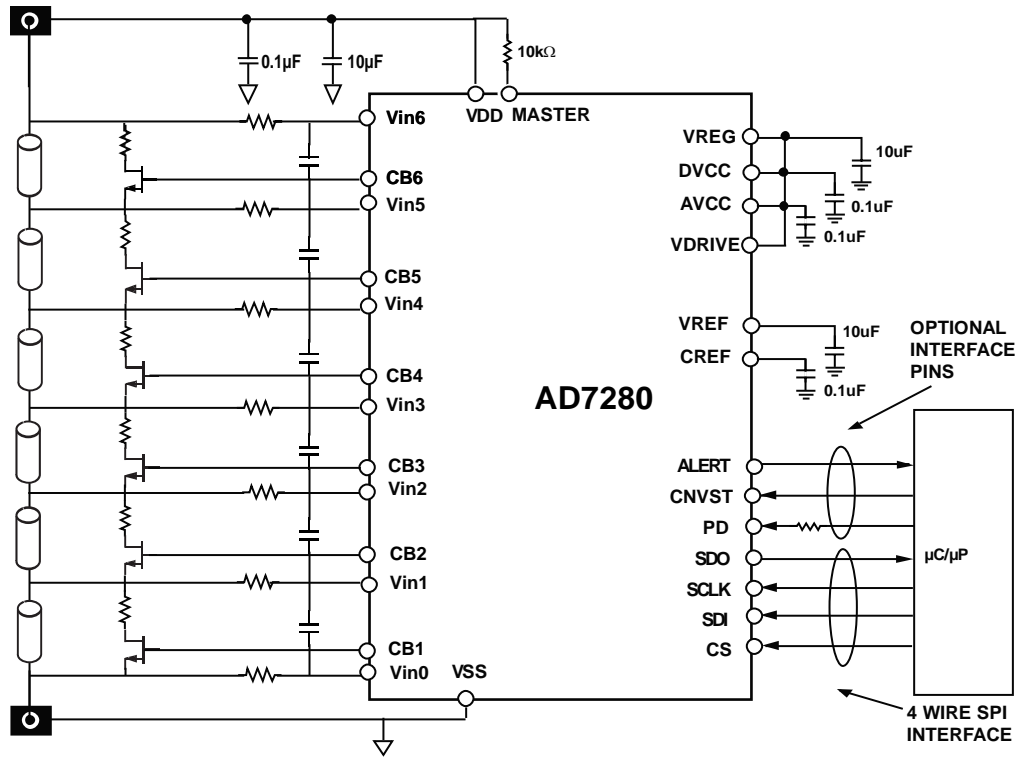 0.1µF
10µF
10kΩ
VDD MASTER
Vin6
CB6
Vin5
CB5
Vin4
CB4
Vin3
CB3
Vin2
CB2
Vin1
CB1
Vin0
VSS
AD7280
VREG
DVCC
AVCC
VDRIVE
10uF
0.1uF
0.1uF
VREF
CREF
10uF
0.1uF
OPTIONAL
INTERFACE
PINS
ALERT
CNVST
PD
SDO
SCLK
SDI
CS
µC/µP
4 WIRE SPI
INTERFACE